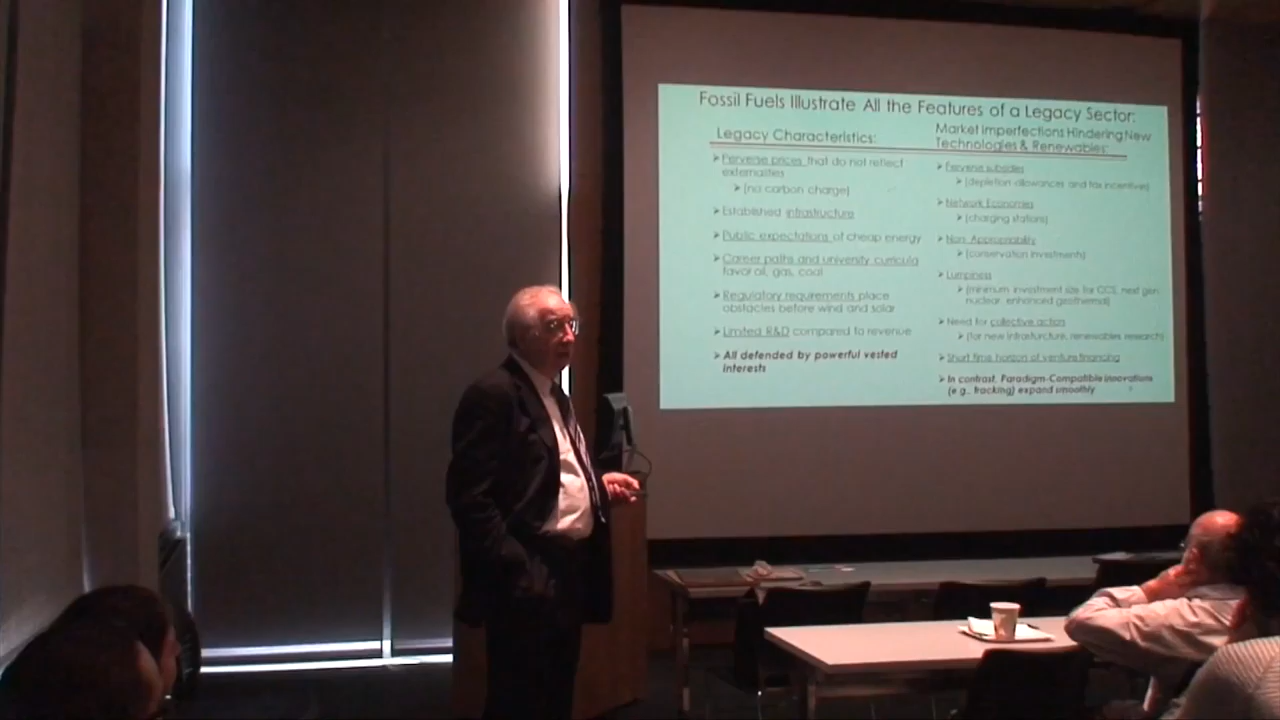 Fossil Fuels Illustrate All the Features of a Legacy Sector:
Legacy Characteristics:
➤ Perverse prices that do not reflect
externalities
➤ (no carbon charge)
➤ Established infrastructure
➤ Public expectations of cheap energy
➤ Career paths and university curricula
favor oil, gas, coal
➤ Regulatory requirements place
obstacles before wind and solar
➤ Limited R&D compared to revenue
➤ All defended by powerful vested
interests
Market Imperfections Hindering New
Technologies & Renewables:
➤ Perverse subsidies
➤ (depletion allowances and tax incentives)
➤ Network Economies
➤ (charging stations)
➤ Non Appropriability
➤ (conservation investments)
➤ Lumpiness
➤ (minimum investment size for CCS, next gen
nuclear, enhanced geothermal)
➤ Need for collective action
➤ (for new infrastructure, renewables research)
➤ Short time horizon of venture financing
➤ In contrast, Paradigm-Compatible innovations
(e.g., fracking) expand smoothly